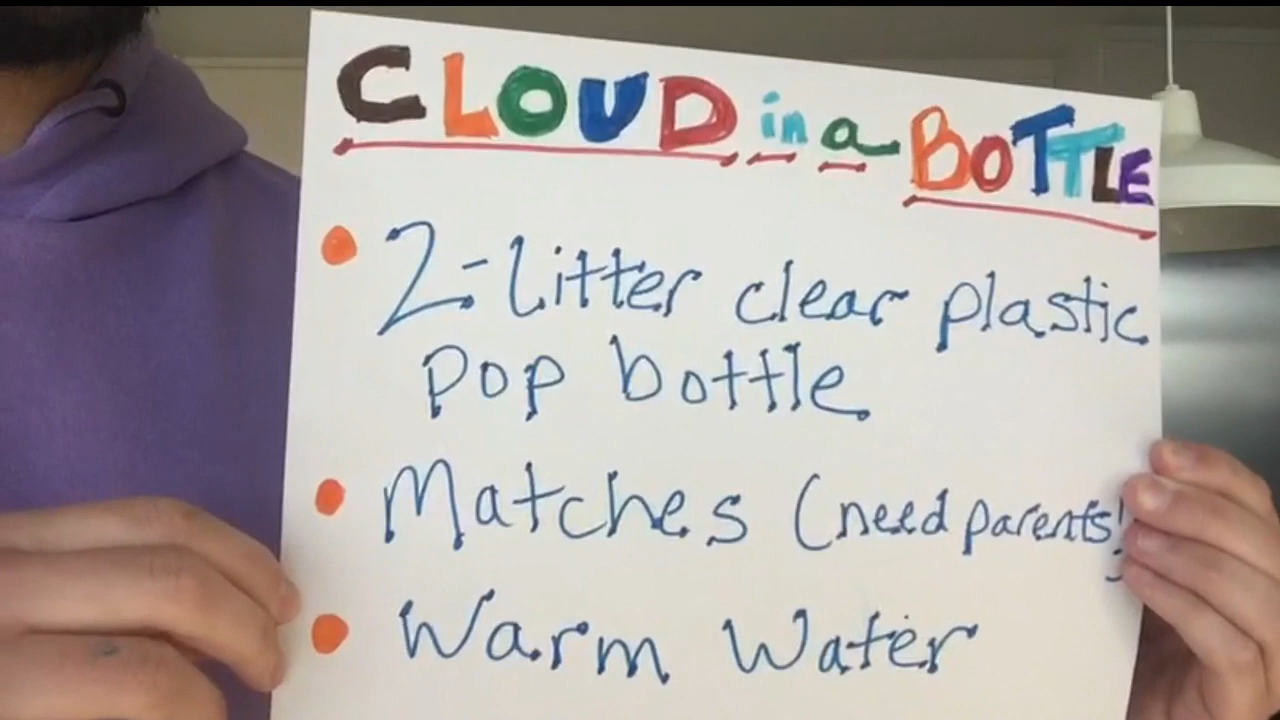 CLOUD in a BOTTLE
• 2-Litter clear plastic
pop bottle
• Matches (need parents!)
• Warm Water